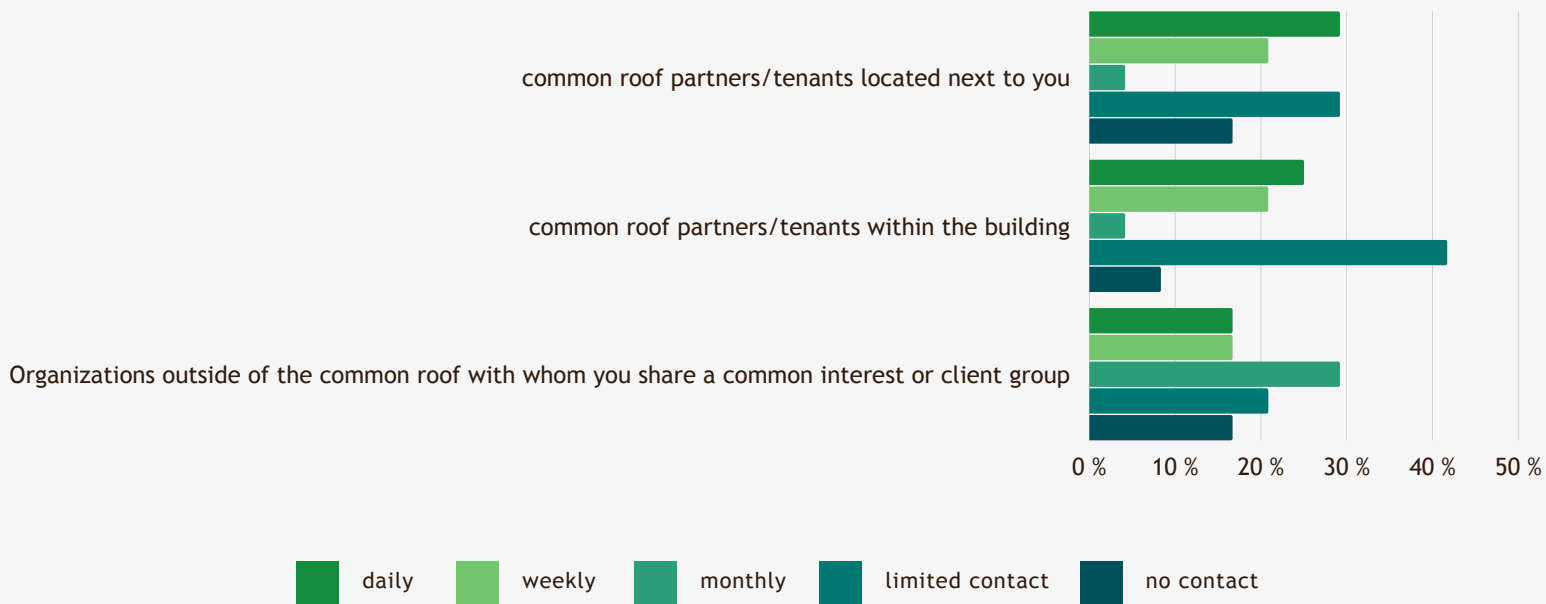 common roof partners/tenants located next to you
common roof partners/tenants within the building
Organizations outside of the common roof with whom you share a common interest or client group
0 % 10 % 20 % 30 % 40 % 50 %
daily weekly monthly limited contact no contact